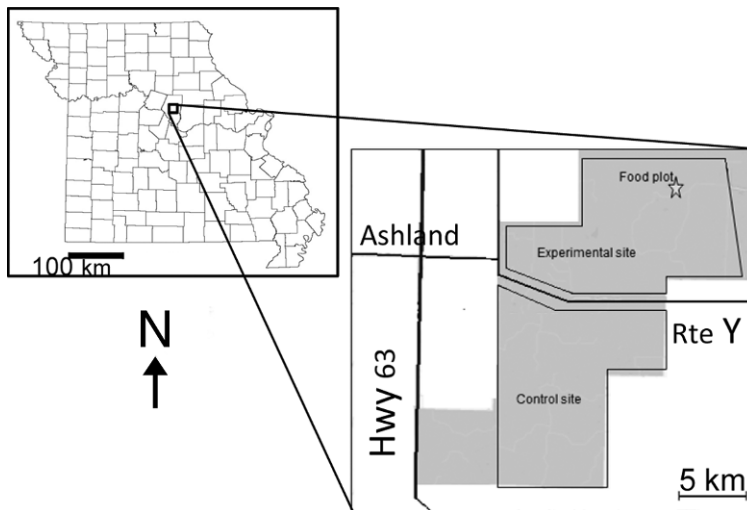 100 km
N
Food plot
Ashland
Experimental site
Rte Y
Hwy 63
Control site
5 km